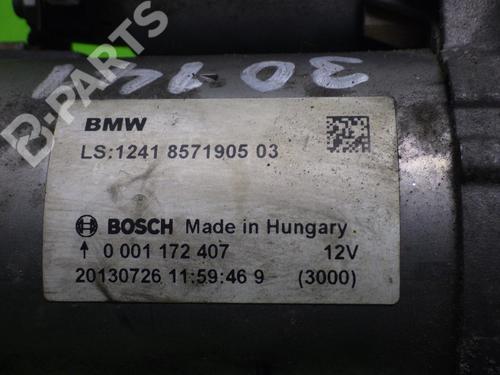 B-PARTS
BMW
LS:1241 8571905 03
BOSCH Made in Hungary
0 001 172 407 12V
20130726 11:59:46 9 (3000)
B-PARTS